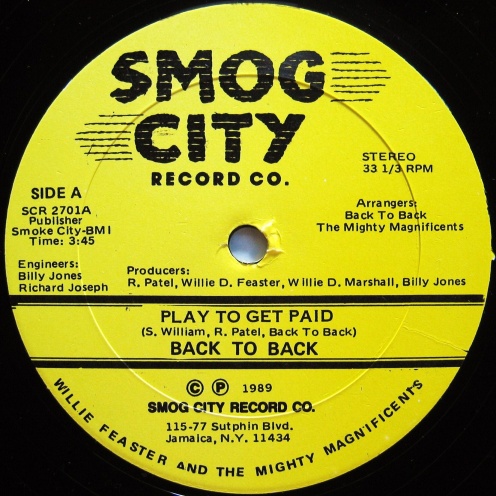 SMOG
CITY
RECORD CO.
STEREO
33 1/3 RPM
SIDE A
SCR 2701A
Publisher
Smoke City-BMI
Time: 3:45
Arrangers:
Back To Back
The Mighty Magnificents
Engineers:
Billy Jones
Richard Joseph
Producers:
R. Patel, Willie D. Feaster, Willie D. Marshall, Billy Jones
PLAY TO GET PAID
(S. William, R. Patel, Back To Back)
BACK TO BACK
© ℗ 1989
SMOG CITY RECORD CO.
115-77 Sutphin Blvd.
Jamaica, N.Y. 11434
WILLIE FEASTER AND THE MIGHTY MAGNIFICENTS